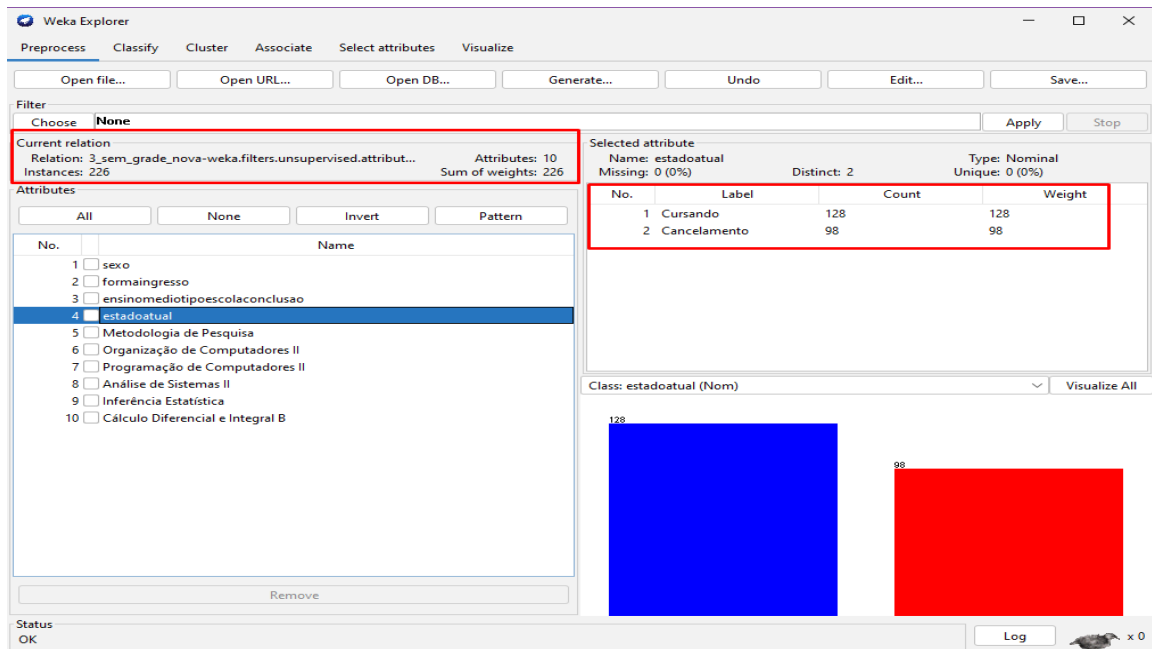 Weka Explorer
Preprocess Classify Cluster Associate Select attributes Visualize
Open file... Open URL... Open DB... Generate... Undo Edit... Save...
Filter
Choose None Apply Stop
Current relation
Relation: 3_sem_grade_nova-weka.filters.unsupervised.attribut... Attributes: 10
Instances: 226 Sum of weights: 226
Attributes
All None Invert Pattern
No. Name
1 sexo
2 formaingresso
3 ensinomediotipoescolaconclusao
4 estadoatual
5 Metodologia de Pesquisa
6 Organização de Computadores II
7 Programação de Computadores II
8 Análise de Sistemas II
9 Inferência Estatística
10 Cálculo Diferencial e Integral B
Remove
Selected attribute
Name: estadoatual Type: Nominal
Missing: 0 (0%) Distinct: 2 Unique: 0 (0%)
No. Label Count Weight
1 Cursando 128 128
2 Cancelamento 98 98
Class: estadoatual (Nom) Visualize All
128
98
Status
OK
Log x 0